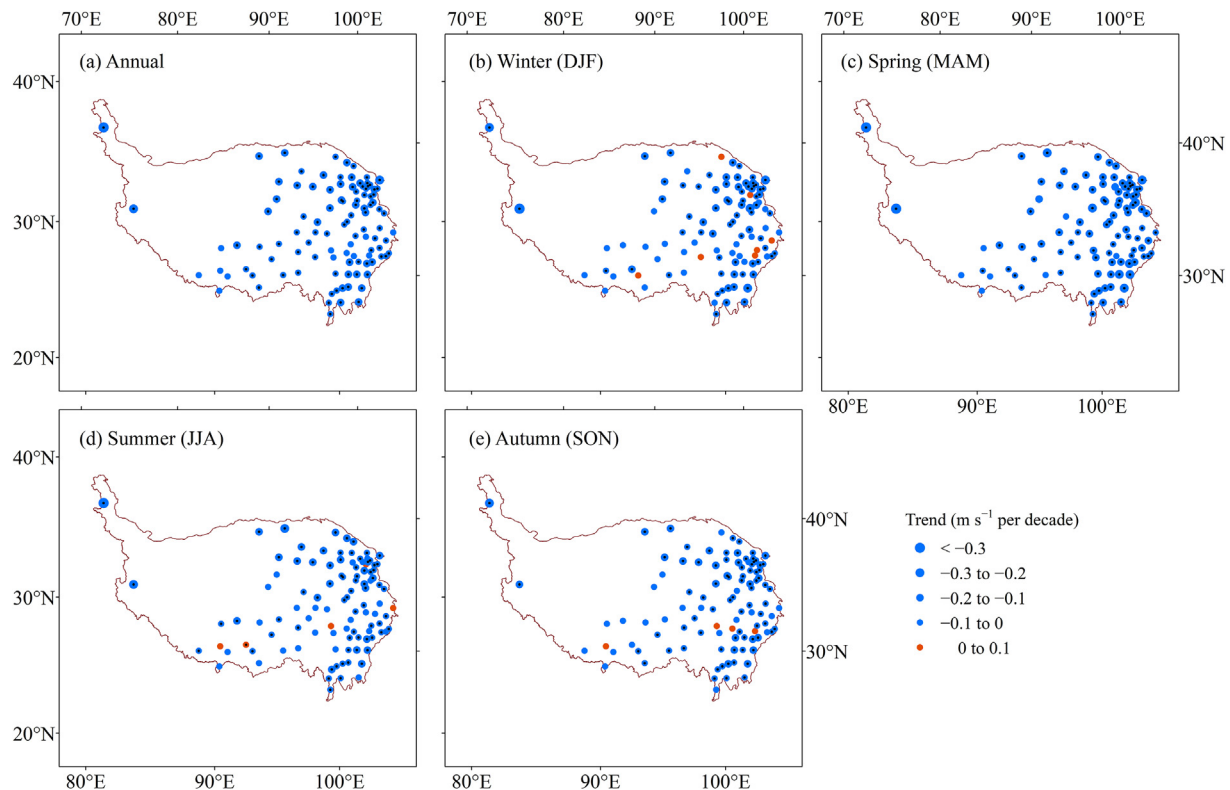 70°E 80°E 90°E 100°E 70°E 80°E 90°E 100°E 70°E 80°E 90°E 100°E
(a) Annual (b) Winter (DJF) (c) Spring (MAM)
40°N
40°N
30°N
30°N
20°N
80°E 90°E 100°E
(d) Summer (JJA) (e) Autumn (SON)
40°N
40°N
Trend (m s⁻¹ per decade)
< −0.3
−0.3 to −0.2
−0.2 to −0.1
−0.1 to 0
0 to 0.1
30°N
30°N
20°N
80°E 90°E 100°E 90°E 100°E